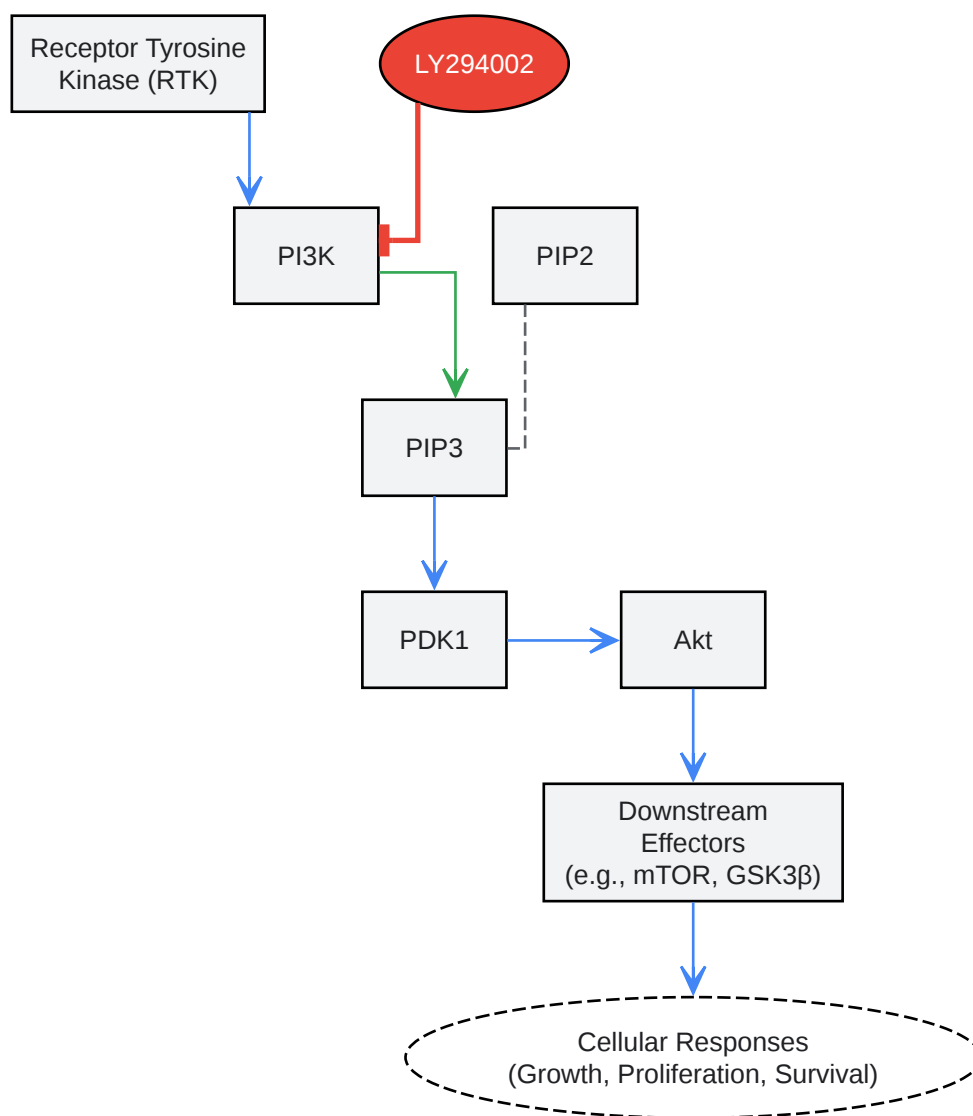 Receptor Tyrosine
Kinase (RTK)
LY294002
PI3K
PIP2
PIP3
PDK1
Akt
Downstream
Effectors
(e.g., mTOR, GSK3β)
Cellular Responses
(Growth, Proliferation, Survival)